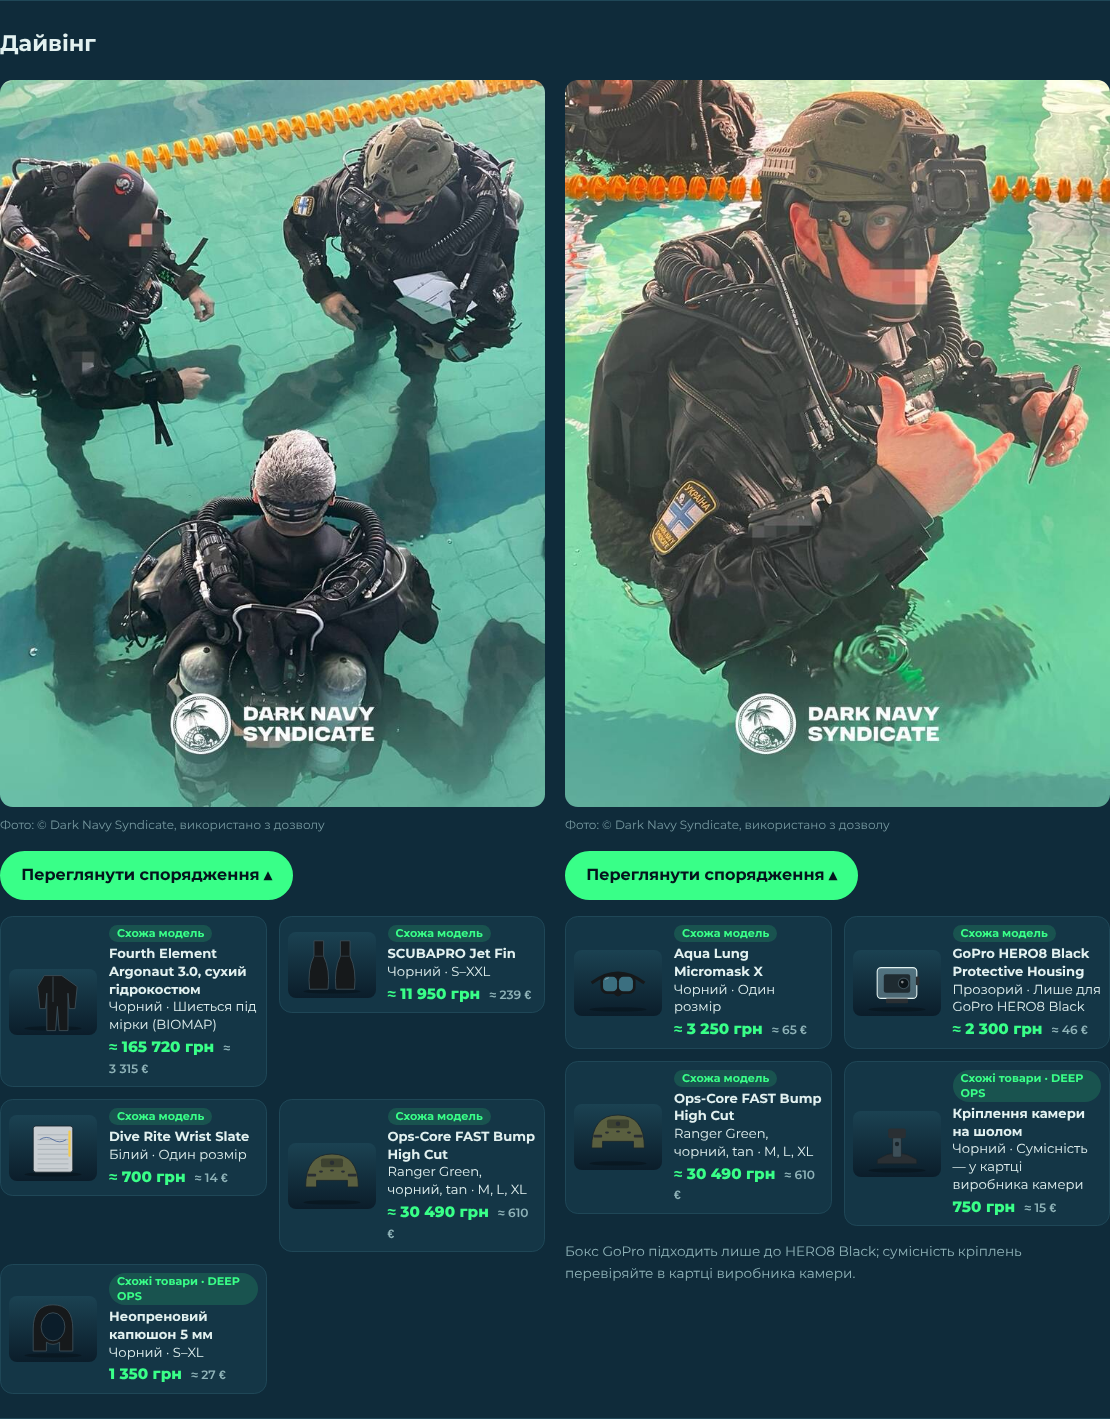 Дайвінг
DARK NAVY
SYNDICATE
Фото: © Dark Navy Syndicate, використано з дозволу
Переглянути спорядження ▴
Схожа модель
Fourth Element
Argonaut 3.0, сухий
гідрокостюм
Чорний · Шиється під
мірки (BIOMAP)
≈ 165 720 грн ≈
3 315 €
Схожа модель
SCUBAPRO Jet Fin
Чорний · S–XXL
≈ 11 950 грн ≈ 239 €
Схожа модель
Dive Rite Wrist Slate
Білий · Один розмір
≈ 700 грн ≈ 14 €
Схожа модель
Ops-Core FAST Bump
High Cut
Ranger Green,
чорний, tan · M, L, XL
≈ 30 490 грн ≈ 610
€
Схожі товари · DEEP
OPS
Неопреновий
капюшон 5 мм
Чорний · S–XL
1 350 грн ≈ 27 €
УКРАЇНА
DARK NAVY
SYNDICATE
Фото: © Dark Navy Syndicate, використано з дозволу
Переглянути спорядження ▴
Схожа модель
Aqua Lung
Micromask X
Чорний · Один
розмір
≈ 3 250 грн ≈ 65 €
Схожа модель
GoPro HERO8 Black
Protective Housing
Прозорий · Лише для
GoPro HERO8 Black
≈ 2 300 грн ≈ 46 €
Схожа модель
Ops-Core FAST Bump
High Cut
Ranger Green,
чорний, tan · M, L, XL
≈ 30 490 грн ≈ 610
€
Схожі товари · DEEP
OPS
Кріплення камери
на шолом
Чорний · Сумісність
— у картці
виробника камери
750 грн ≈ 15 €
Бокс GoPro підходить лише до HERO8 Black; сумісність кріплень
перевіряйте в картці виробника камери.